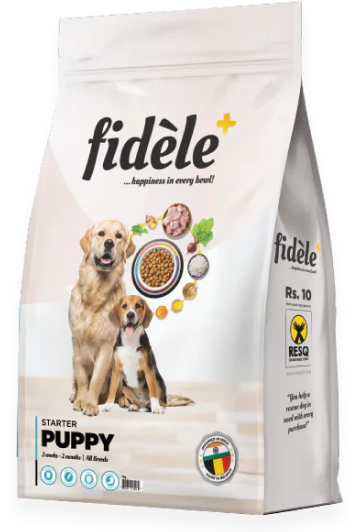 fidèle+
...happiness in every bowl!
STARTER
PUPPY
3 weeks - 2 months | All Breeds
fidèle+
...happiness in every bowl!
Rs. 10
RESQ
"You help a
rescue dog in
need with every
purchase!"